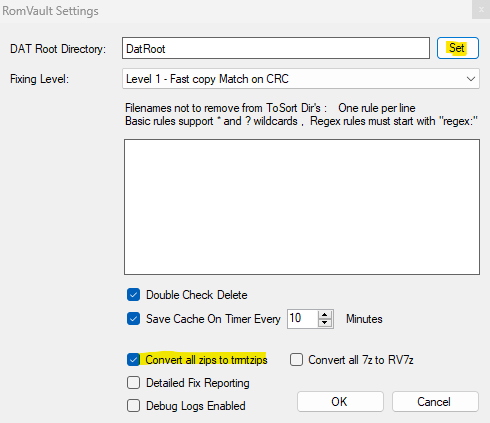 RomVault Settings
x
DAT Root Directory: DatRoot Set
Fixing Level: Level 1 - Fast copy Match on CRC
Filenames not to remove from ToSort Dir's : One rule per line
Basic rules support * and ? wildcards , Regex rules must start with "regex:"
Double Check Delete
Save Cache On Timer Every 10 Minutes
Convert all zips to trrntzips Convert all 7z to RV7z
Detailed Fix Reporting
Debug Logs Enabled OK Cancel